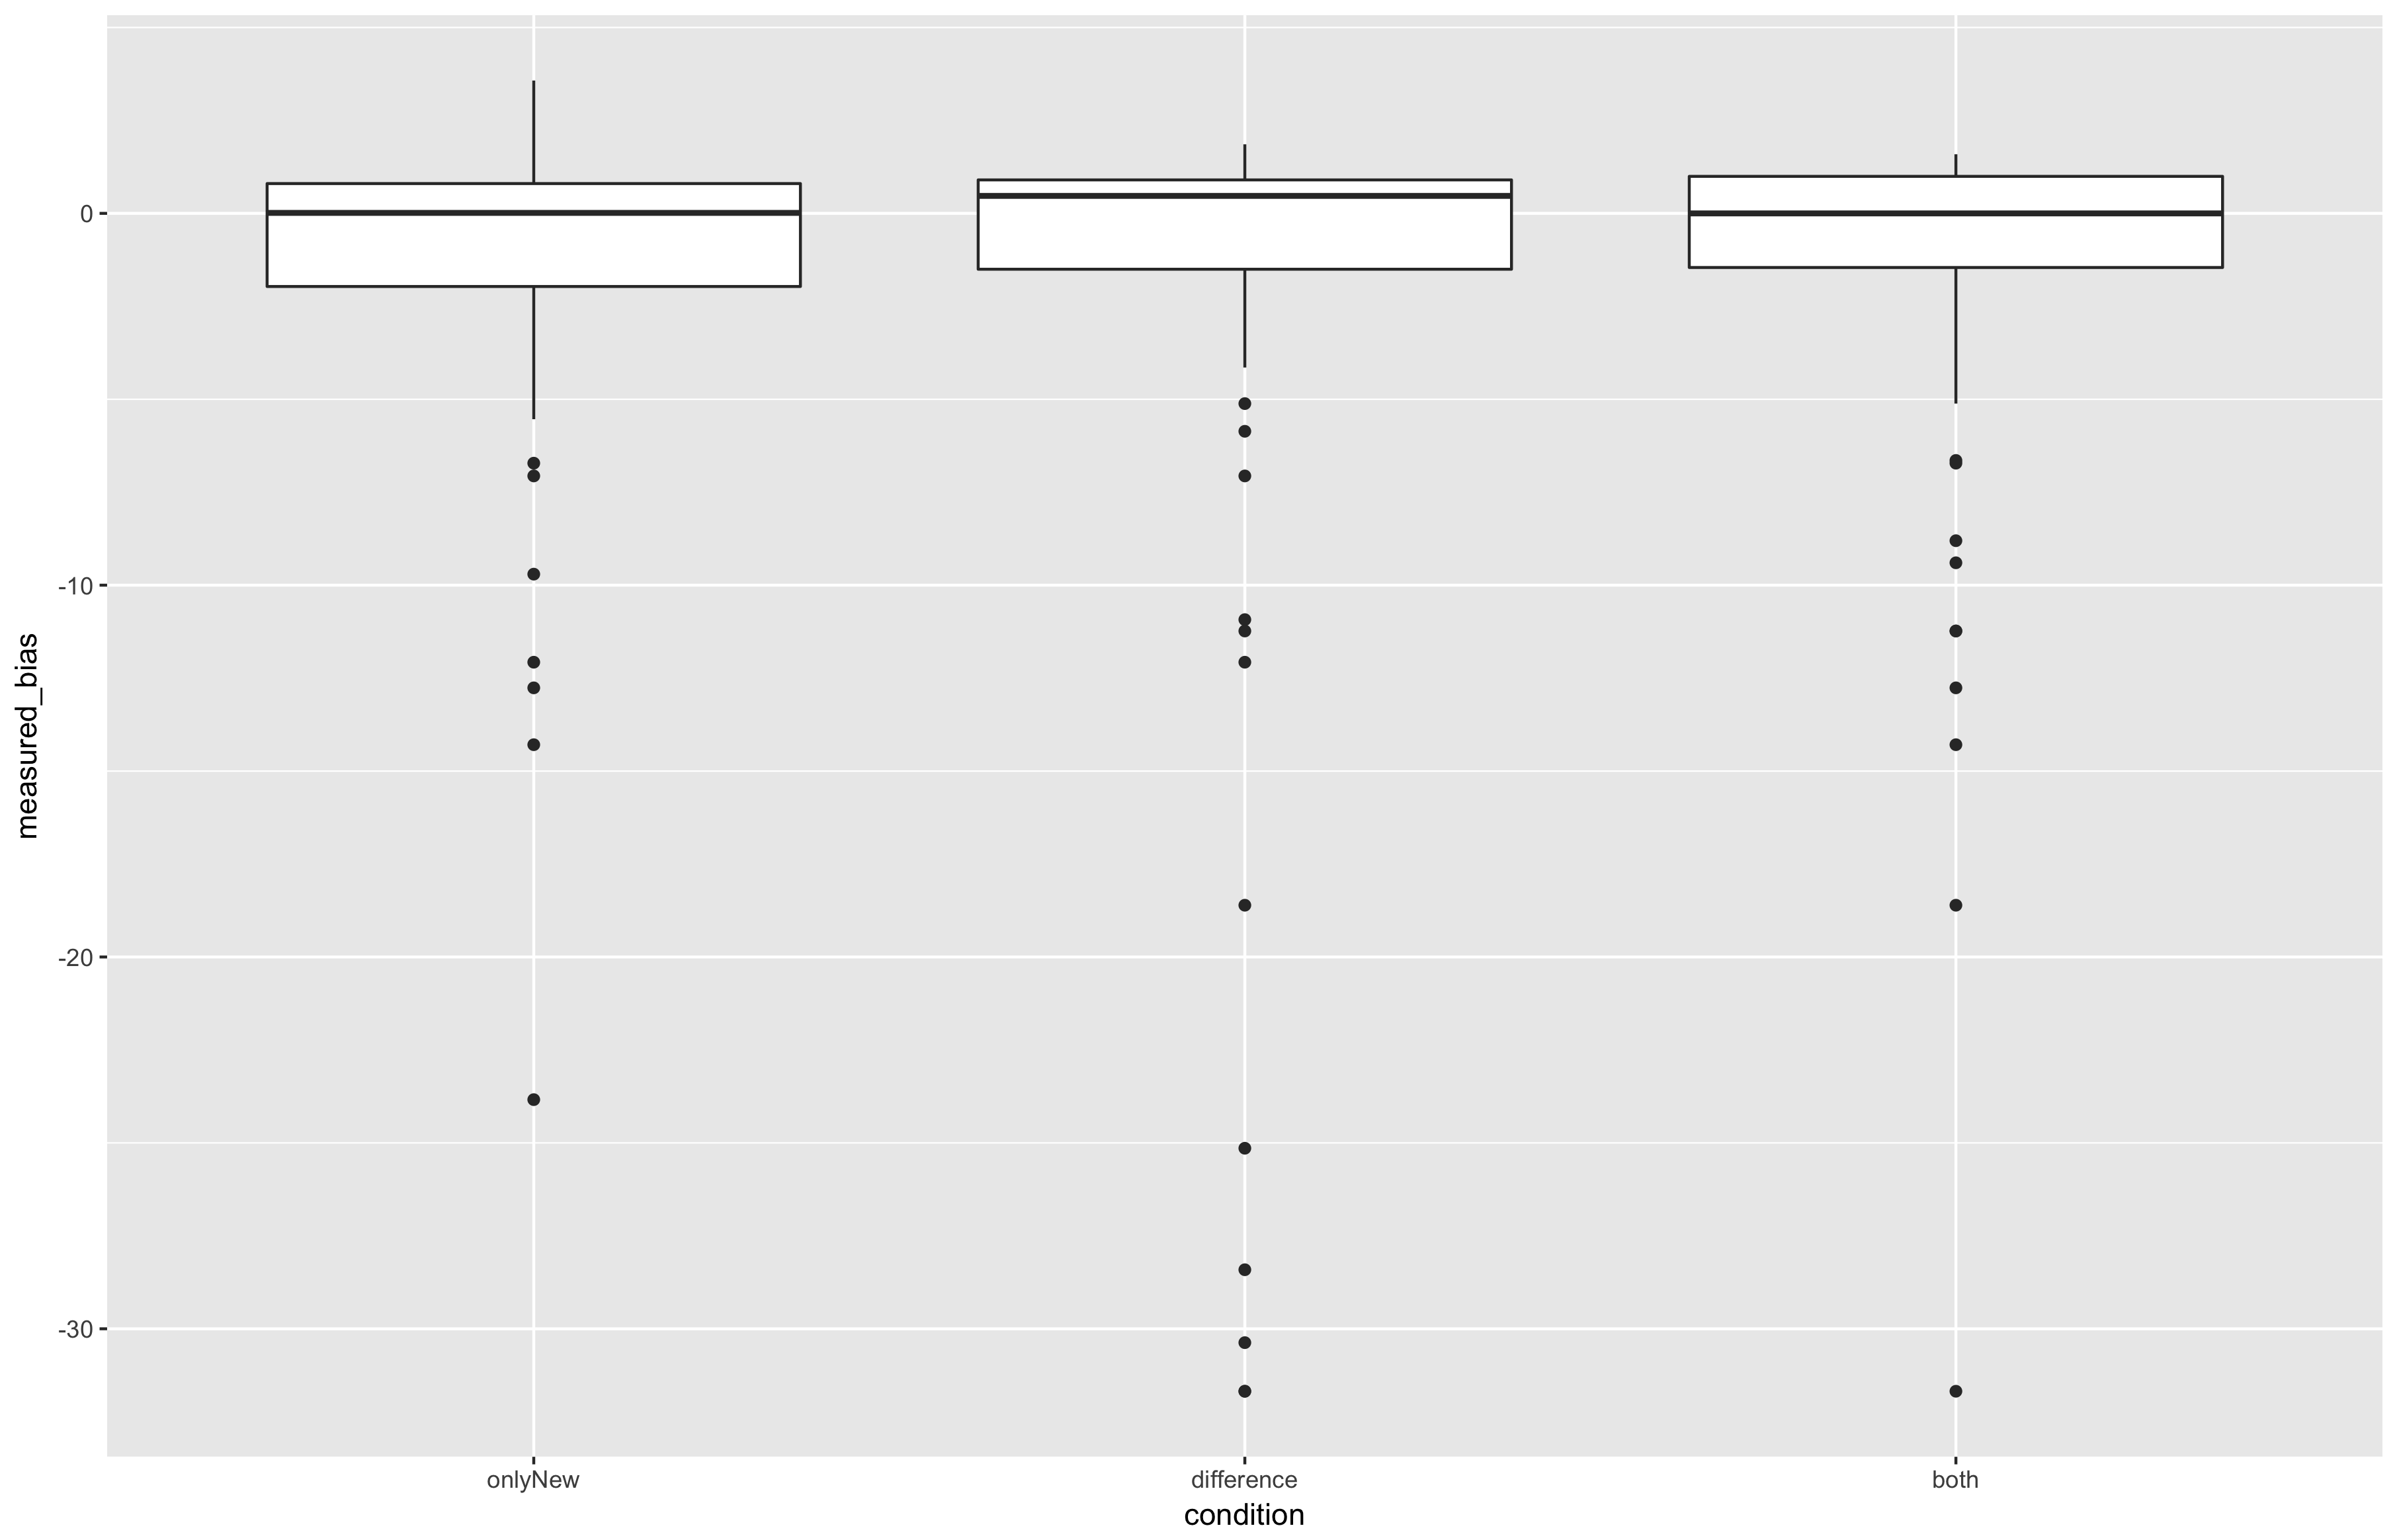 measured_bias
0
-10
-20
-30
onlyNew
difference
both
condition